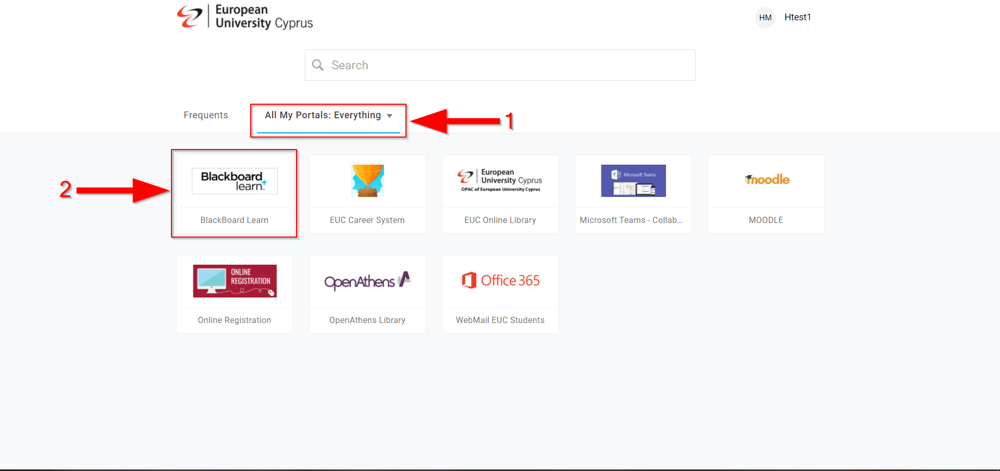 European
University Cyprus
HM Htest1
Search
Frequents
All My Portals: Everything
1
2
Blackboard
learn+™
BlackBoard Learn
EUC Career System
European
University Cyprus
OPAC of European University Cyprus
EUC Online Library
Microsoft Teams
Microsoft Teams - Collab...
moodle
MOODLE
ONLINE
REGISTRATION
Online Registration
OpenAthens
OpenAthens Library
Office 365
WebMail EUC Students